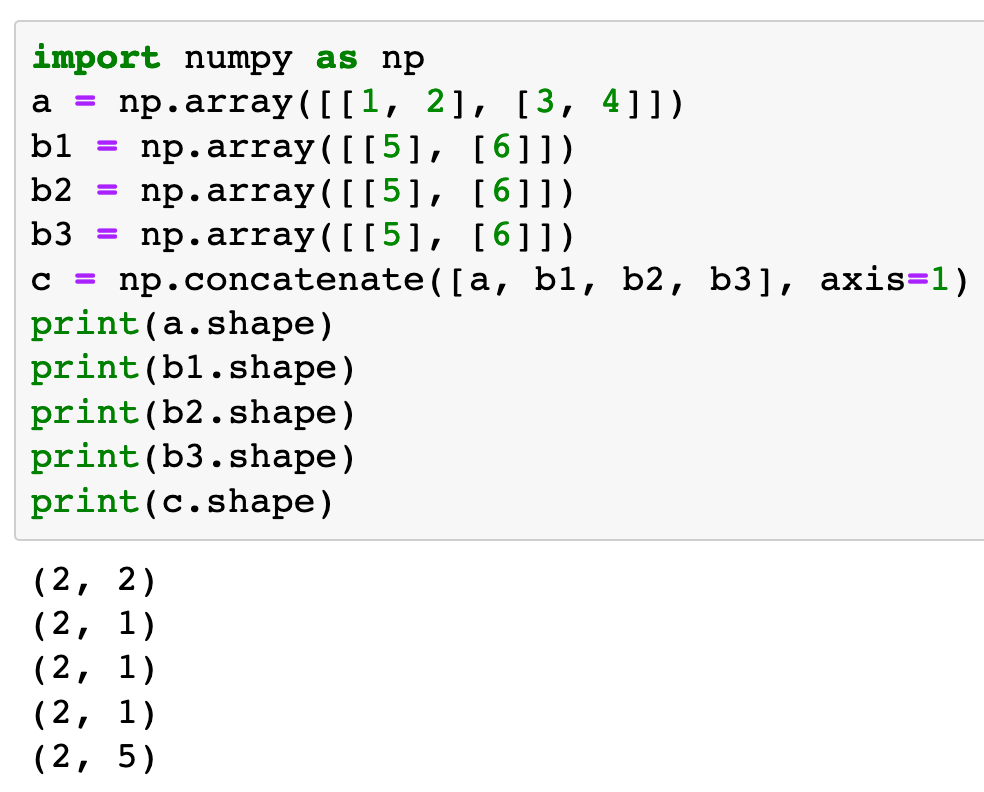 import numpy as np
a = np.array([[1, 2], [3, 4]])
b1 = np.array([[5], [6]])
b2 = np.array([[5], [6]])
b3 = np.array([[5], [6]])
c = np.concatenate([a, b1, b2, b3], axis=1)
print(a.shape)
print(b1.shape)
print(b2.shape)
print(b3.shape)
print(c.shape)
(2, 2)
(2, 1)
(2, 1)
(2, 1)
(2, 5)